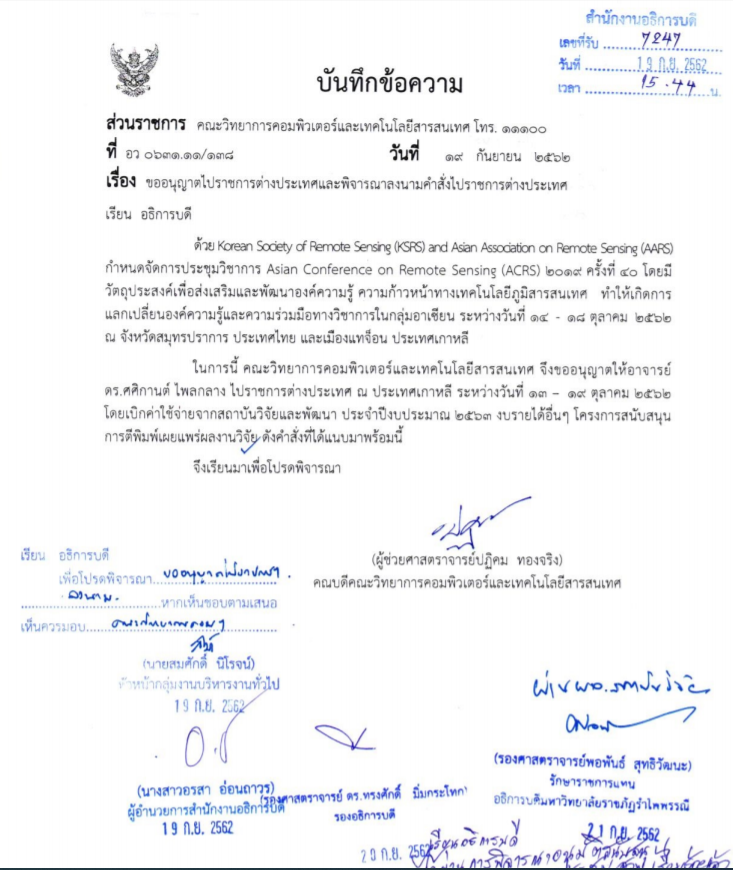 สำนักงานอธิการบดี
เลขที่รับ 7247
วันที่ 19 ก.ย. 2562
เวลา 15.44 น.
บันทึกข้อความ
ส่วนราชการ คณะวิทยาการคอมพิวเตอร์และเทคโนโลยีสารสนเทศ โทร. ๑๑๑๐๐
ที่ อว ๐๖๓๑.๑๑/๑๓๘ วันที่ ๑๙ กันยายน ๒๕๖๒
เรื่อง ขออนุญาตไปราชการต่างประเทศและพิจารณาลงนามคำสั่งไปราชการต่างประเทศ
เรียน อธิการบดี
ด้วย Korean Society of Remote Sensing (KSRS) and Asian Association on Remote Sensing (AARS)
กำหนดจัดการประชุมวิชาการ Asian Conference on Remote Sensing (ACRS) ๒๐๑๙ ครั้งที่ ๔๐ โดยมี
วัตถุประสงค์เพื่อส่งเสริมและพัฒนาองค์ความรู้ ความก้าวหน้าทางเทคโนโลยีภูมิสารสนเทศ ทำให้เกิดการ
แลกเปลี่ยนองค์ความรู้และความร่วมมือทางวิชาการในกลุ่มอาเซียน ระหว่างวันที่ ๑๔ - ๑๘ ตุลาคม ๒๕๖๒
ณ จังหวัดสมุทรปราการ ประเทศไทย และเมืองแทจ็อน ประเทศเกาหลี
ในการนี้ คณะวิทยาการคอมพิวเตอร์และเทคโนโลยีสารสนเทศ จึงขออนุญาตให้อาจารย์
ดร.ศศิกานต์ ไพลกลาง ไปราชการต่างประเทศ ณ ประเทศเกาหลี ระหว่างวันที่ ๑๓ – ๑๙ ตุลาคม ๒๕๖๒
โดยเบิกค่าใช้จ่ายจากสถาบันวิจัยและพัฒนา ประจำปีงบประมาณ ๒๕๖๓ งบรายได้อื่นๆ โครงการสนับสนุน
การตีพิมพ์เผยแพร่ผลงานวิจัย ดังคำสั่งที่ได้แนบมาพร้อมนี้
จึงเรียนมาเพื่อโปรดพิจารณา
(ผู้ช่วยศาสตราจารย์ปฏิคม ทองจริง)
คณบดีคณะวิทยาการคอมพิวเตอร์และเทคโนโลยีสารสนเทศ
เรียน อธิการบดี
เพื่อโปรดพิจารณา
ลงนาม หากเห็นชอบตามเสนอ
เห็นควรมอบ
(นายสมศักดิ์ นิโรจน์)
หัวหน้ากลุ่มงานบริหารงานทั่วไป
19 ก.ย. 2562
(นางสาวอรสา อ่อนถาวร)
ผู้อำนวยการสำนักงานอธิการบดี
19 ก.ย. 2562
(รองศาสตราจารย์ ดร.ทรงศักดิ์ มิ่มกระโทก)
รองอธิการบดี
20 ก.ย. 2562
(รองศาสตราจารย์พอพันธ์ สุทธิวัฒนะ)
รักษาราชการแทน
อธิการบดีมหาวิทยาลัยราชภัฏรำไพพรรณี
21 ก.ย. 2562
เรียนอธิการบดี